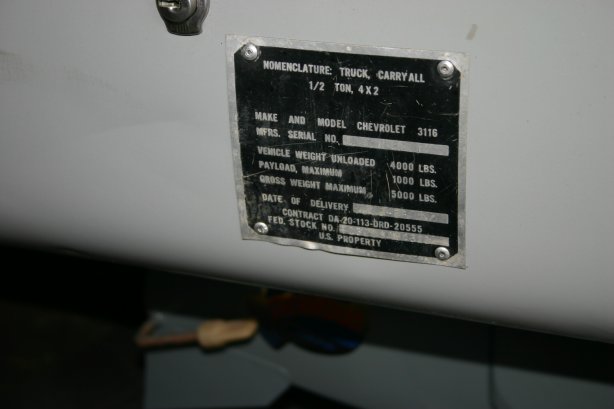 NOMENCLATURE: TRUCK, CARRYALL
1/2 TON, 4X2
MAKE AND MODEL CHEVROLET 3116
MFRS. SERIAL NO.
VEHICLE WEIGHT UNLOADED 4000 LBS.
PAYLOAD, MAXIMUM 1000 LBS.
GROSS WEIGHT MAXIMUM 5000 LBS.
DATE OF DELIVERY
CONTRACT DA-20-113-ORD-20555
FED. STOCK NO.
U.S. PROPERTY